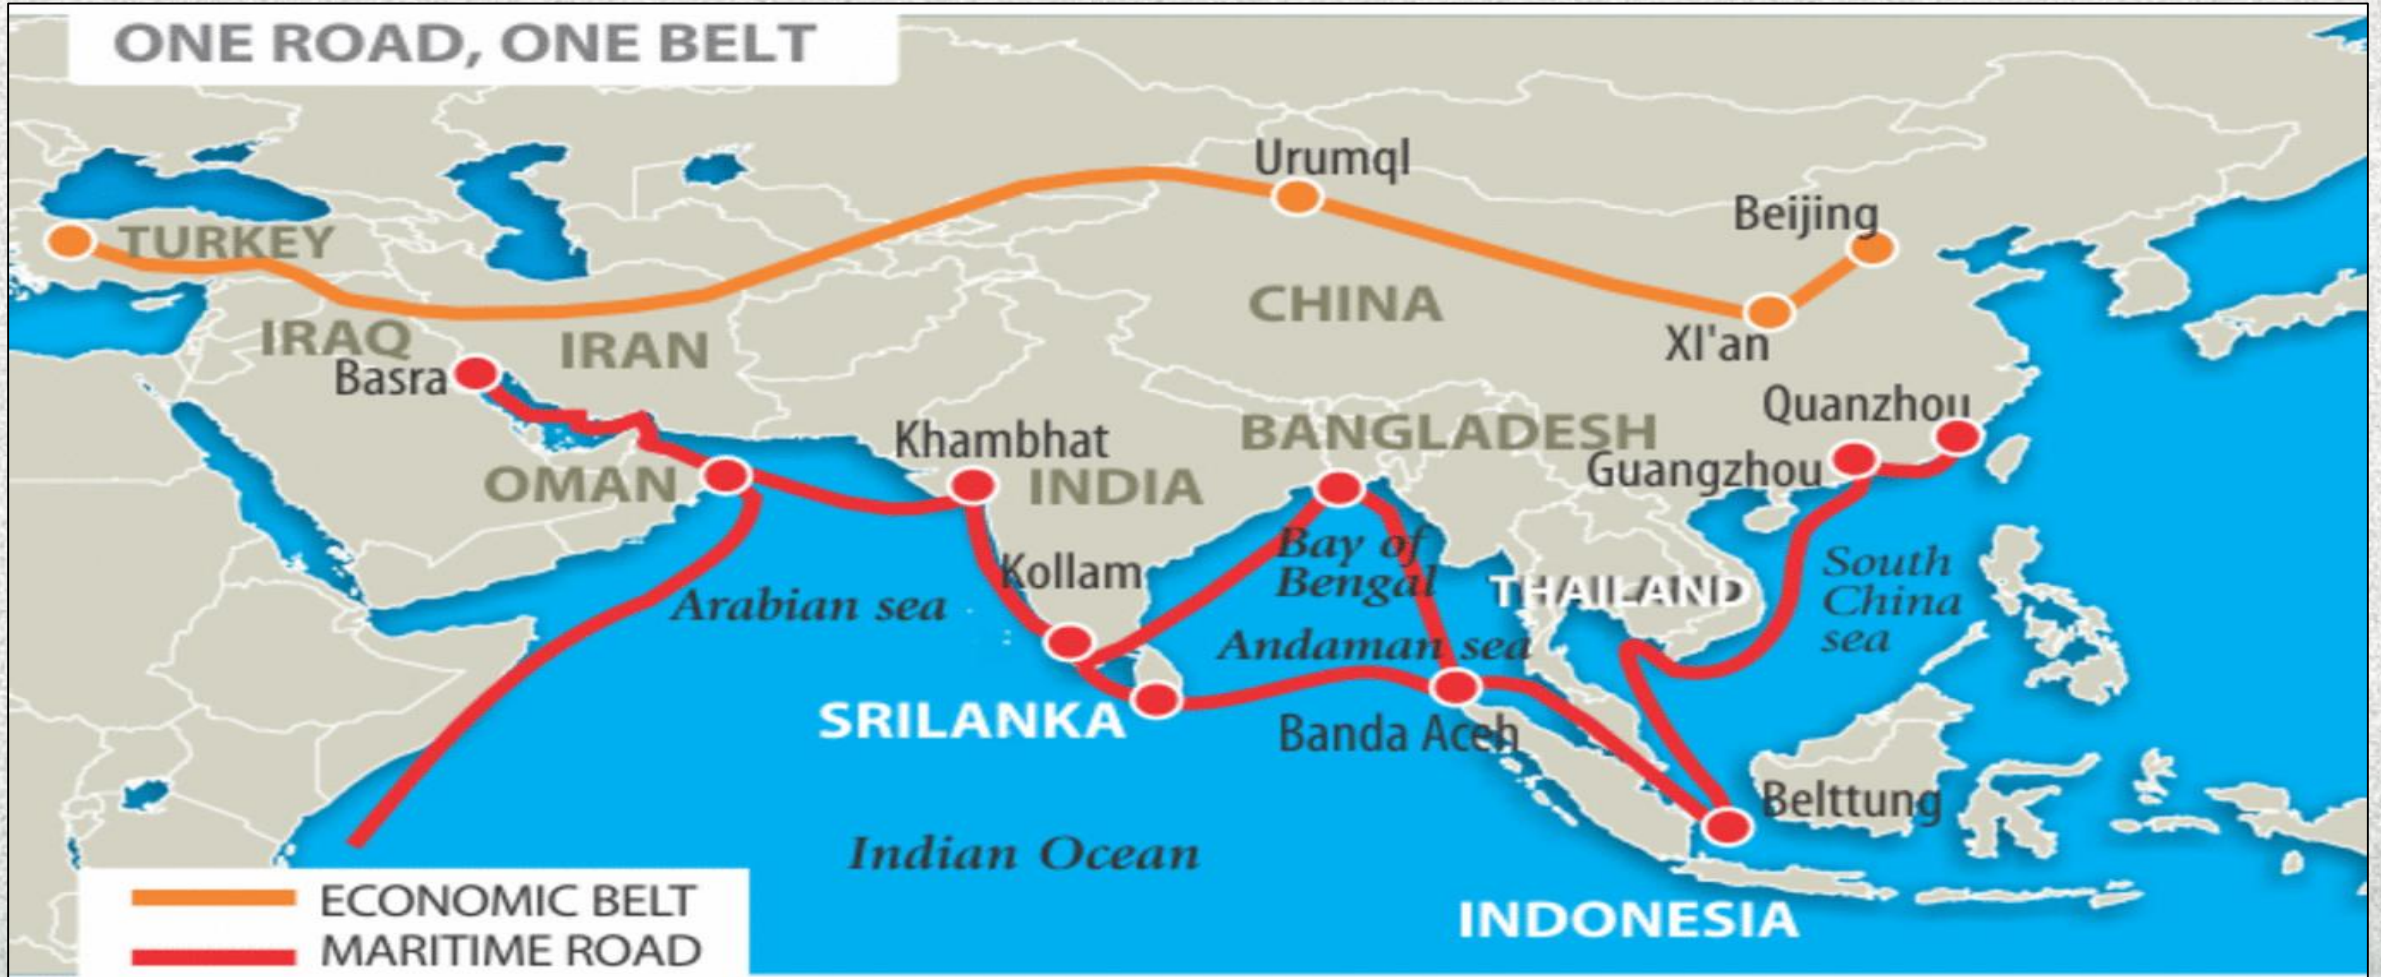 ONE ROAD, ONE BELT
Urumql
Beijing
TURKEY
CHINA
IRAQ
IRAN
XI'an
Basra
Quanzhou
Khambhat
BANGLADESH
Guangzhou
OMAN
INDIA
Bay of
Bengal
Kollam
THAILAND
South
China
sea
Arabian sea
Andaman sea
SRILANKA
Banda Aceh
Belttung
Indian Ocean
ECONOMIC BELT
INDONESIA
MARITIME ROAD